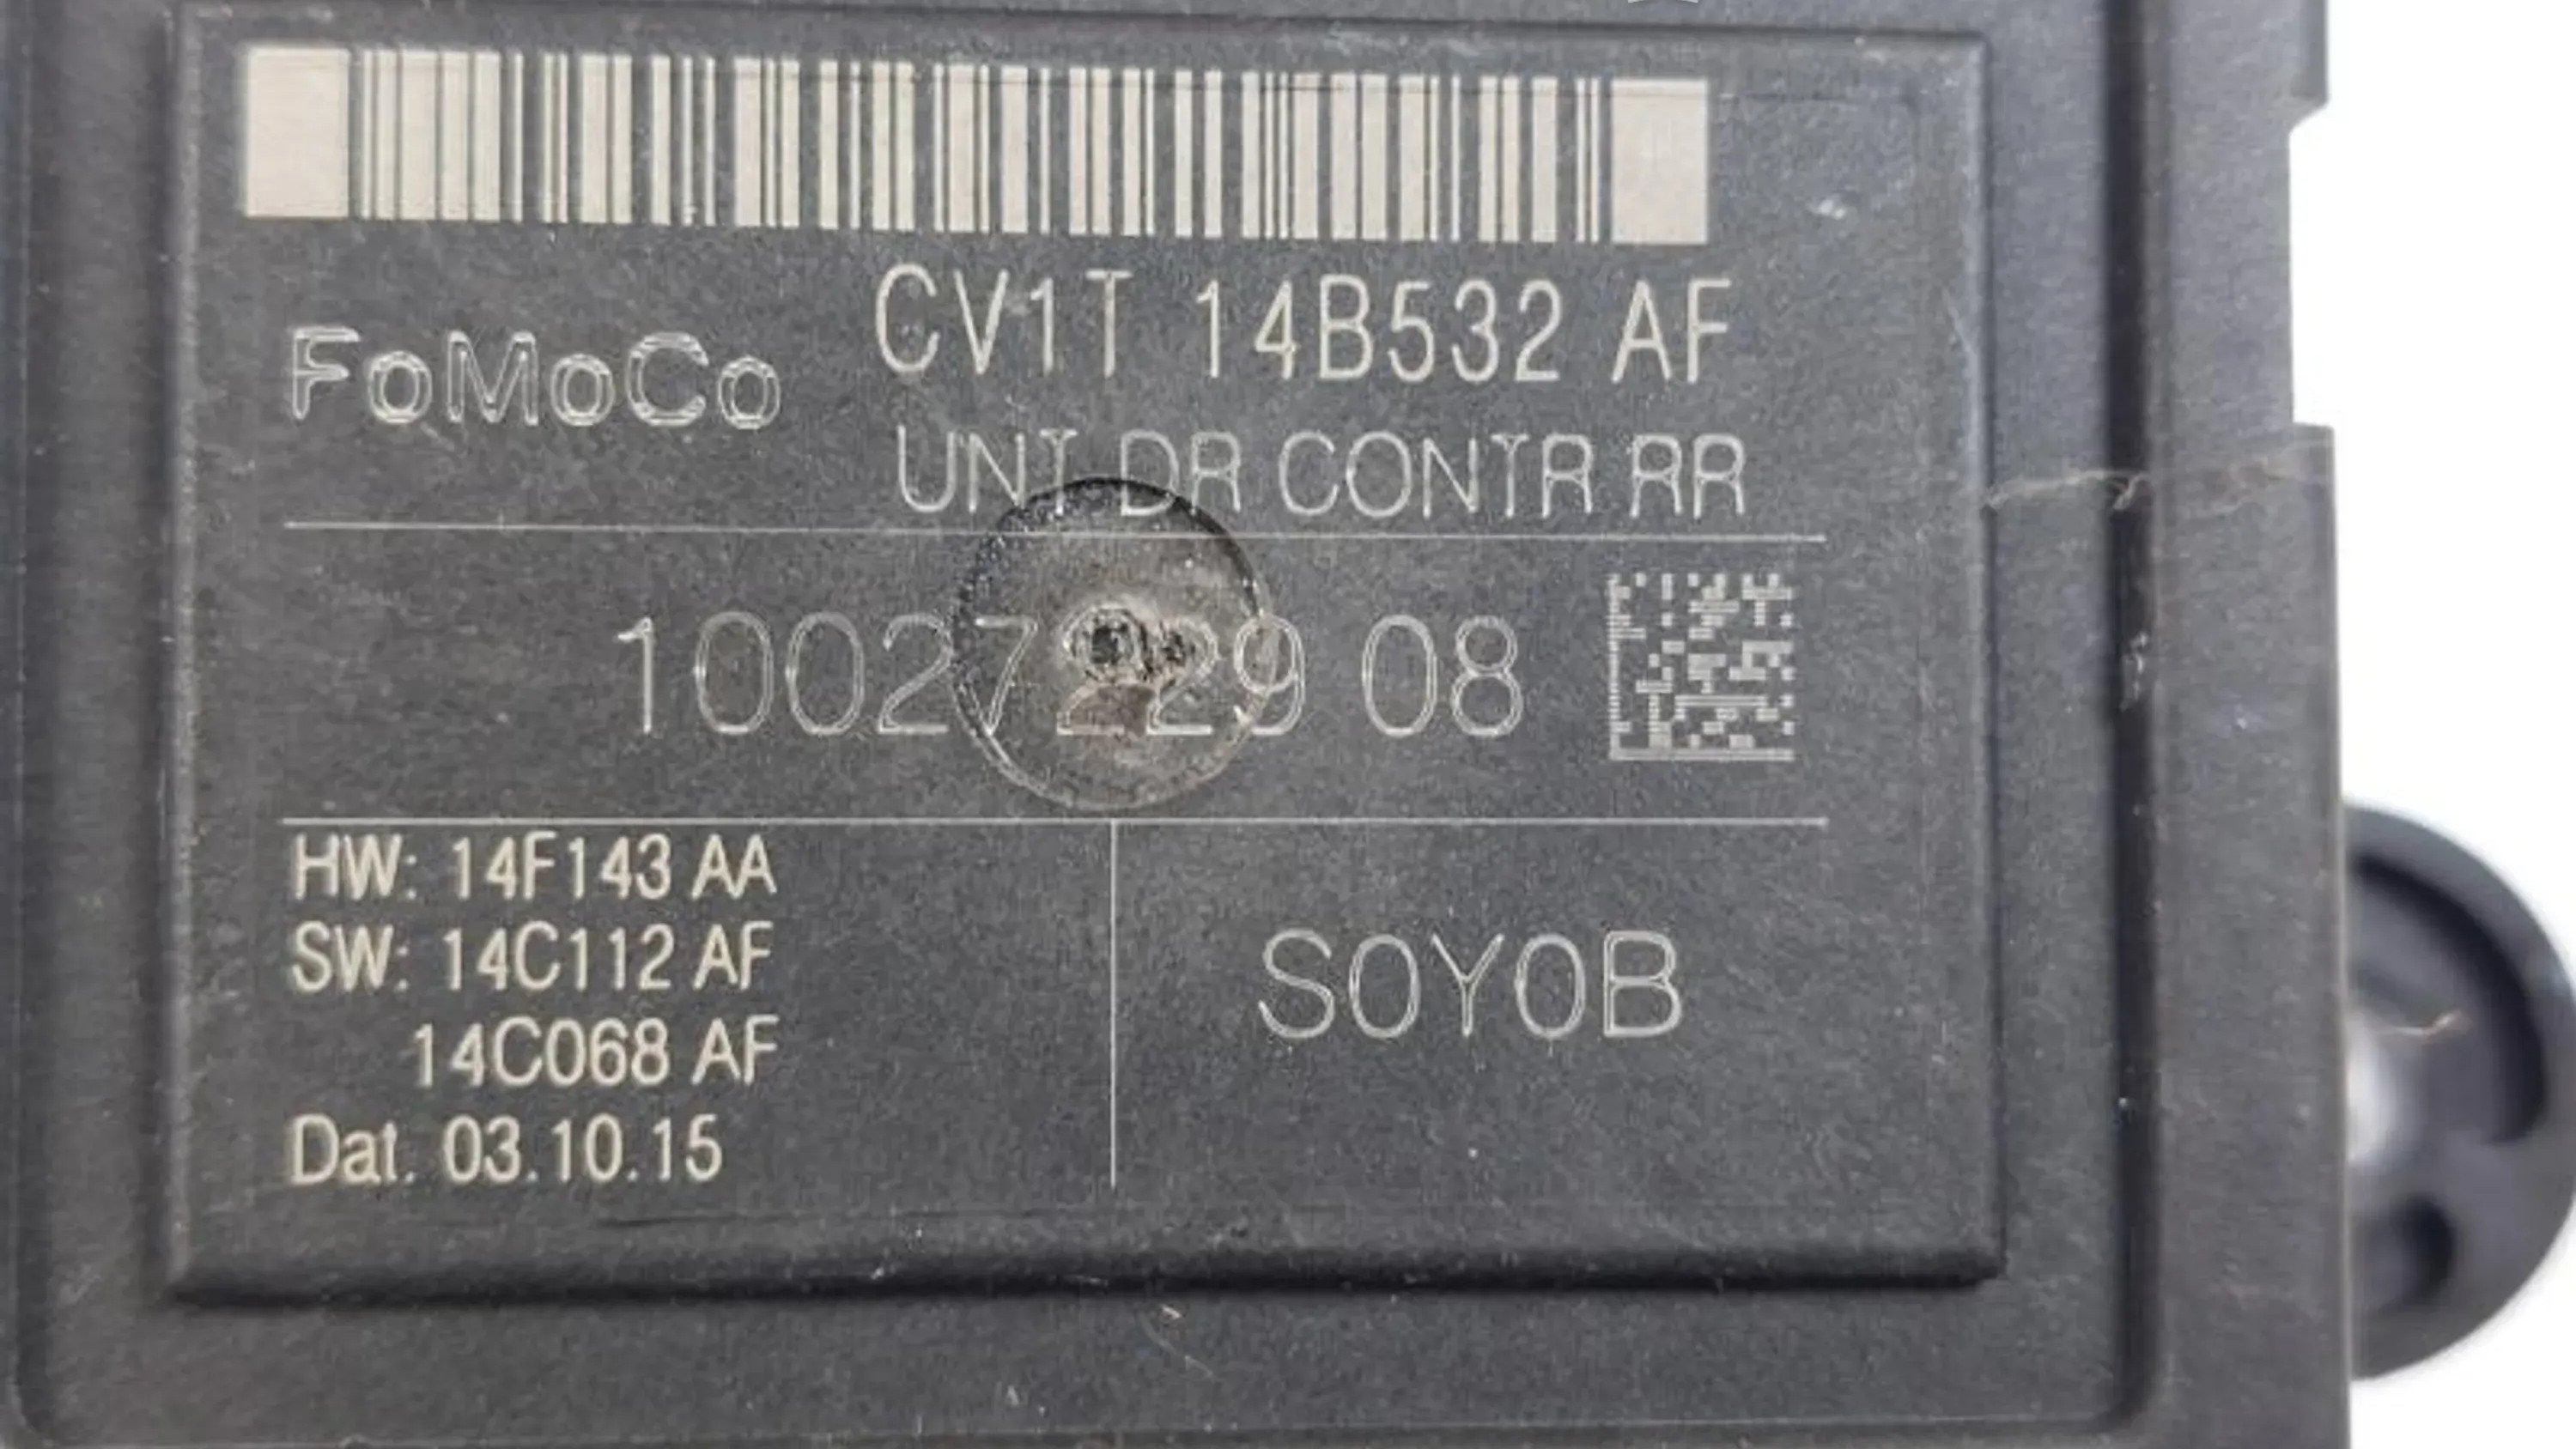 CV1T 14B532 AF
FoMoCo
UNI DR CONTR RR
10027229 08
HW: 14F143 AA
SW: 14C112 AF
14C068 AF
Dat. 03.10.15
S0Y0B